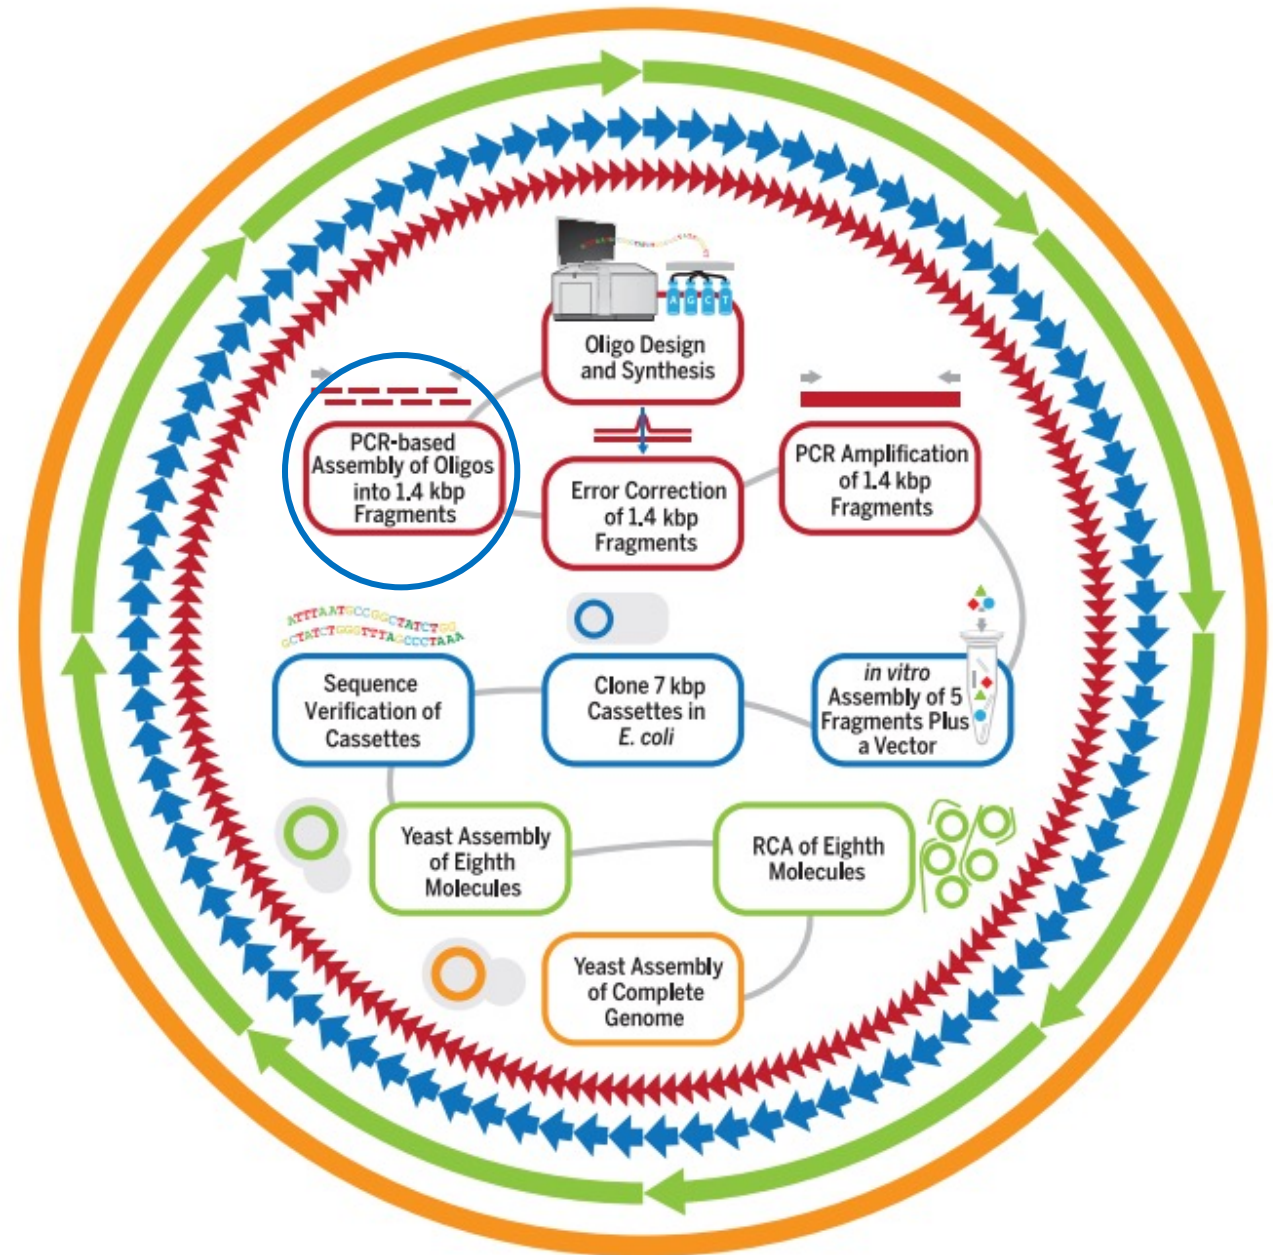 A G C T
Oligo Design
and Synthesis
PCR-based
Assembly of Oligos
into 1.4 kbp
Fragments
Error Correction
of 1.4 kbp
Fragments
PCR Amplification
of 1.4 kbp
Fragments
ATTTAATGCCGGCTATCTGG
GCTATCTGGGTTTAGCCCTAAA
Sequence
Verification of
Cassettes
Clone 7 kbp
Cassettes in
E. coli
in vitro
Assembly of 5
Fragments Plus
a Vector
Yeast Assembly
of Eighth
Molecules
RCA of Eighth
Molecules
Yeast Assembly
of Complete
Genome